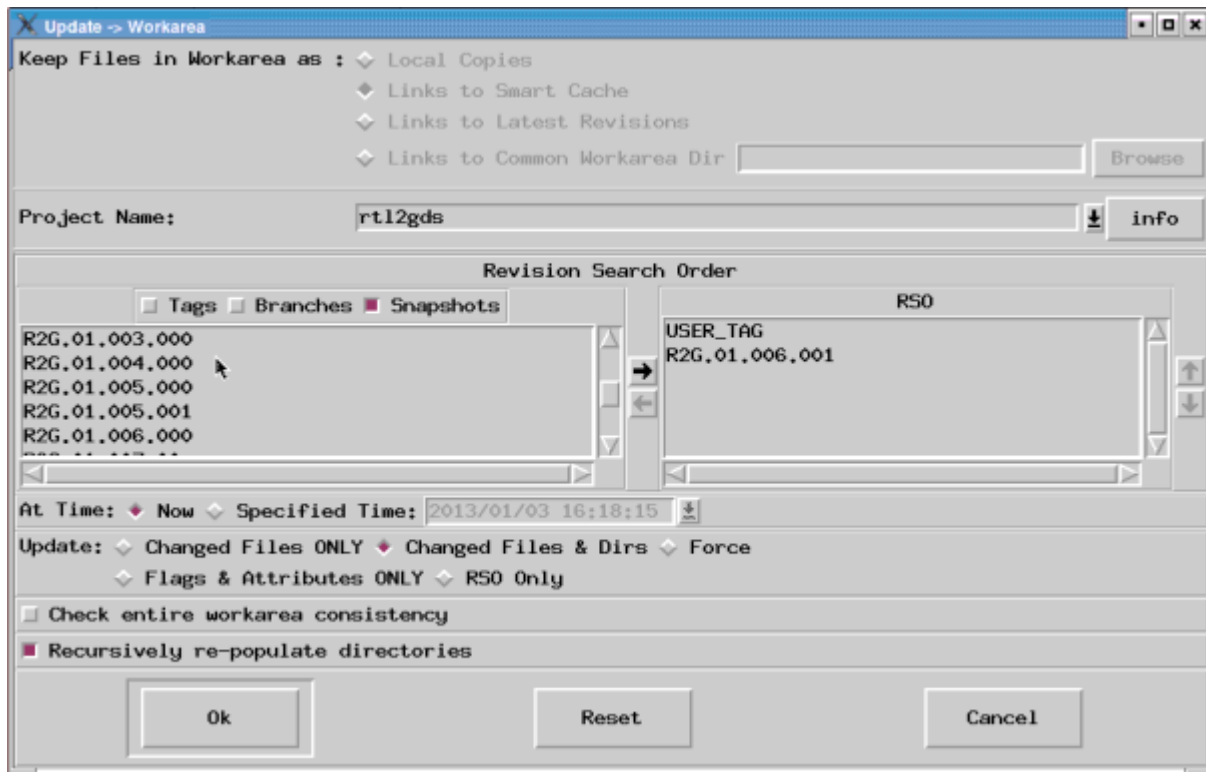 Update -> Workarea
Keep Files in Workarea as : Local Copies
Links to Smart Cache
Links to Latest Revisions
Links to Common Workarea Dir Browse
Project Name: rtl2gds info
Revision Search Order
Tags Branches Snapshots
RSO
R2G.01.003.000
R2G.01.004.000
R2G.01.005.000
R2G.01.005.001
R2G.01.006.000
USER_TAG
R2G.01.006.001
At Time: Now Specified Time: 2013/01/03 16:18:15
Update: Changed Files ONLY Changed Files & Dirs Force
Flags & Attributes ONLY RSO Only
Check entire workarea consistency
Recursively re-populate directories
Ok Reset Cancel